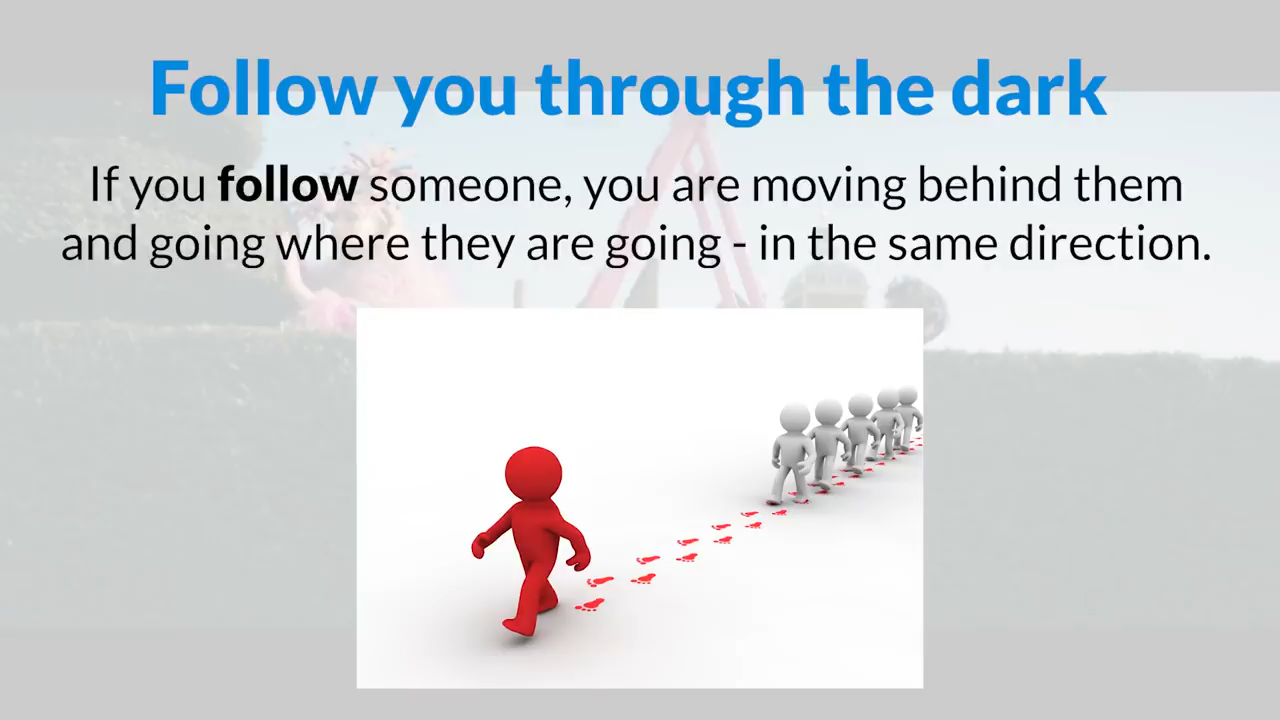 Follow you through the dark
If you follow someone, you are moving behind them
and going where they are going - in the same direction.